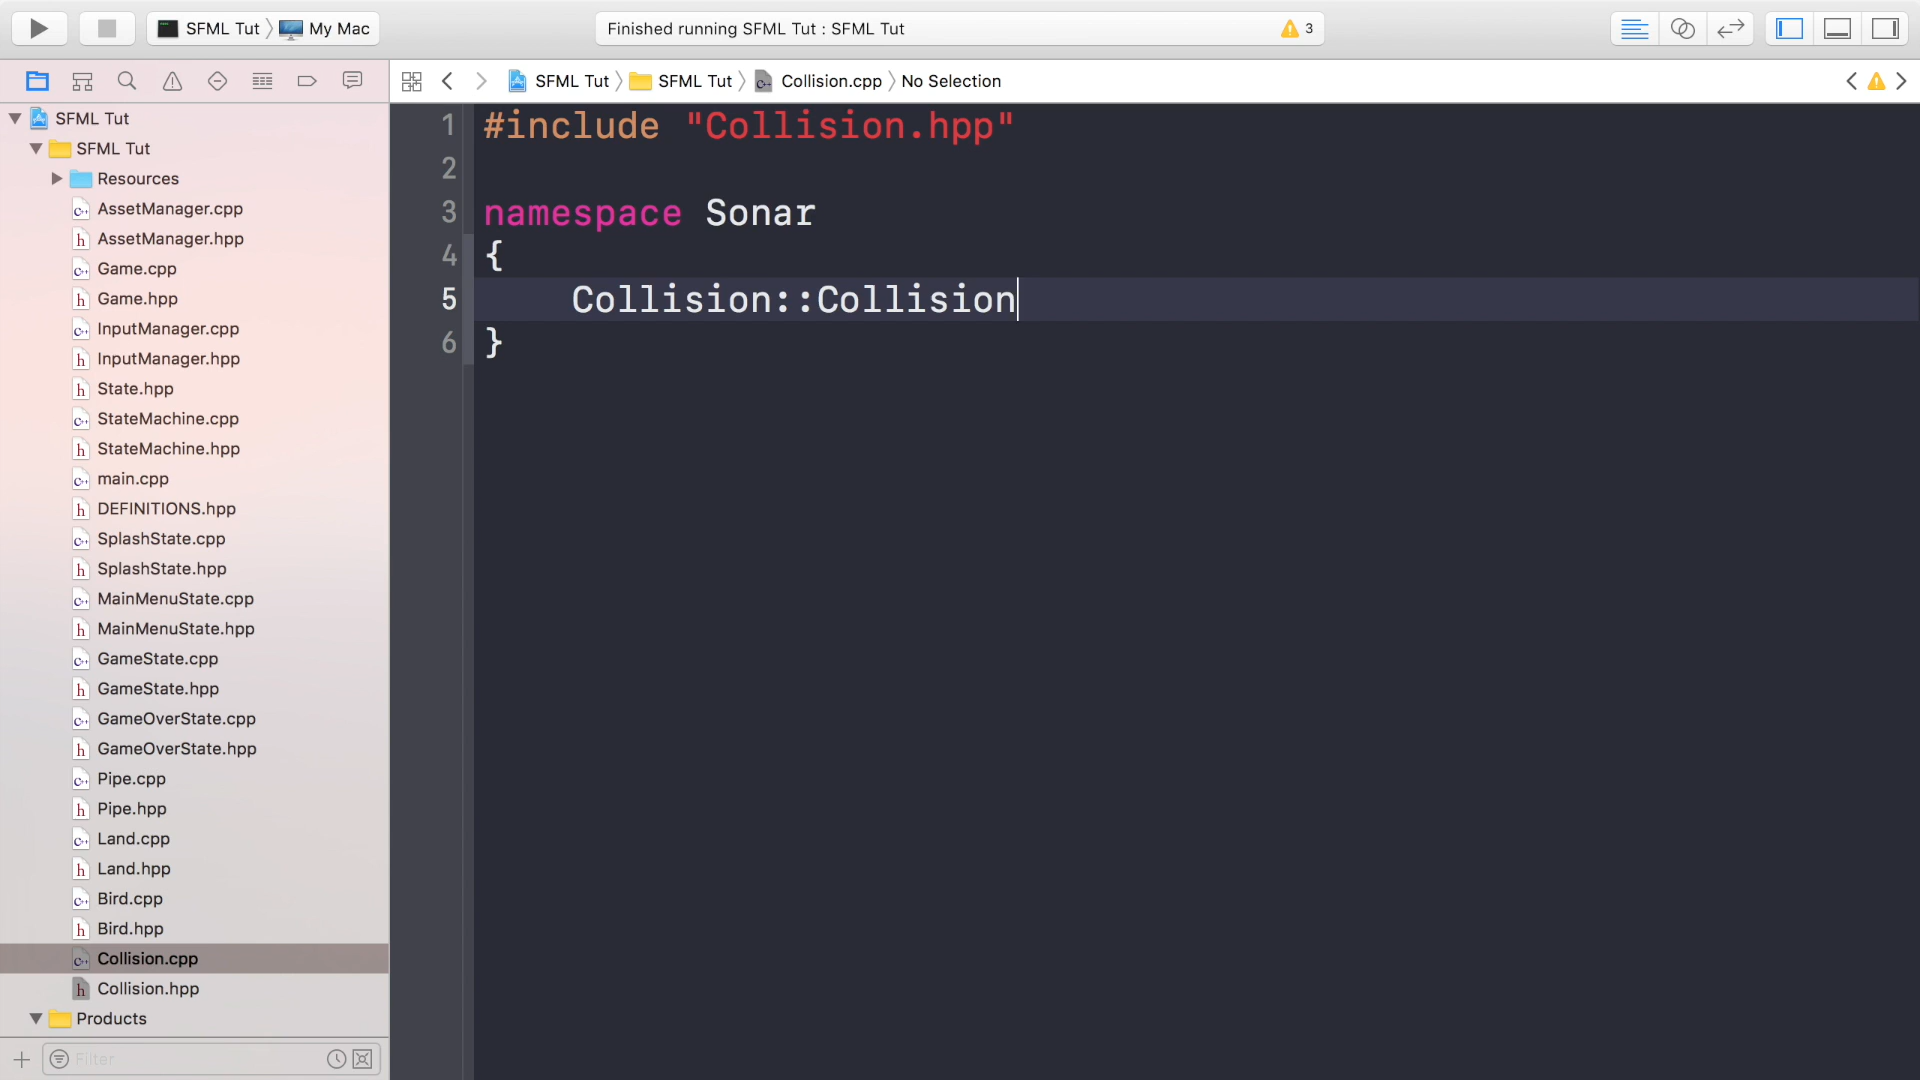 SFML Tut My Mac
Finished running SFML Tut : SFML Tut
3
SFML Tut SFML Tut Collision.cpp No Selection
SFML Tut
SFML Tut
Resources
AssetManager.cpp
AssetManager.hpp
Game.cpp
Game.hpp
InputManager.cpp
InputManager.hpp
State.hpp
StateMachine.cpp
StateMachine.hpp
main.cpp
DEFINITIONS.hpp
SplashState.cpp
SplashState.hpp
MainMenuState.cpp
MainMenuState.hpp
GameState.cpp
GameState.hpp
GameOverState.cpp
GameOverState.hpp
Pipe.cpp
Pipe.hpp
Land.cpp
Land.hpp
Bird.cpp
Bird.hpp
Collision.cpp
Collision.hpp
Products
Filter
1 #include "Collision.hpp"
2
3 namespace Sonar
4 {
5 Collision::Collision
6 }